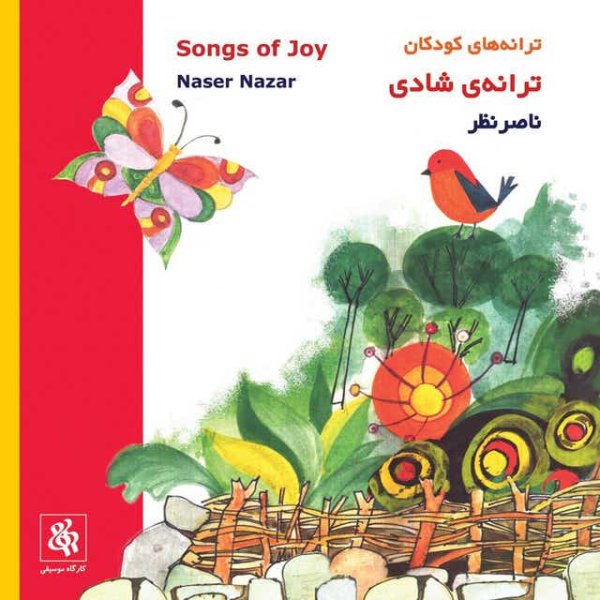 Songs of Joy
Naser Nazar
ترانه‌های کودکان
ترانه‌ی شادی
ناصر نظر
کارگاه موسیقی